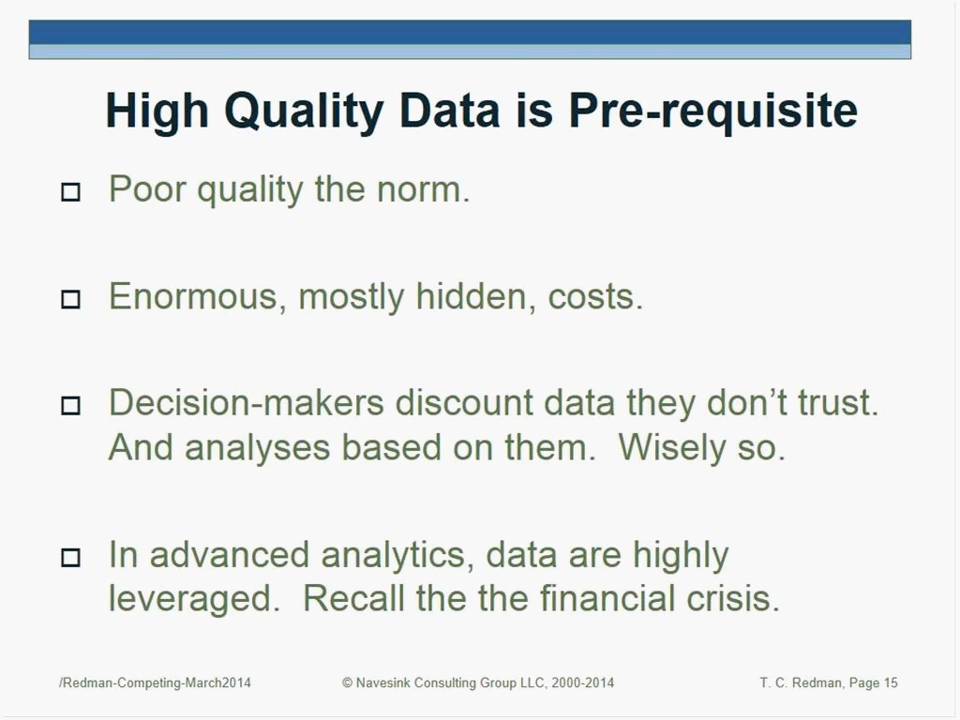 High Quality Data is Pre-requisite
Poor quality the norm.
Enormous, mostly hidden, costs.
Decision-makers discount data they don't trust.
And analyses based on them.  Wisely so.
In advanced analytics, data are highly
leveraged.  Recall the the financial crisis.
/Redman-Competing-March2014
© Navesink Consulting Group LLC, 2000-2014
T. C. Redman, Page 15